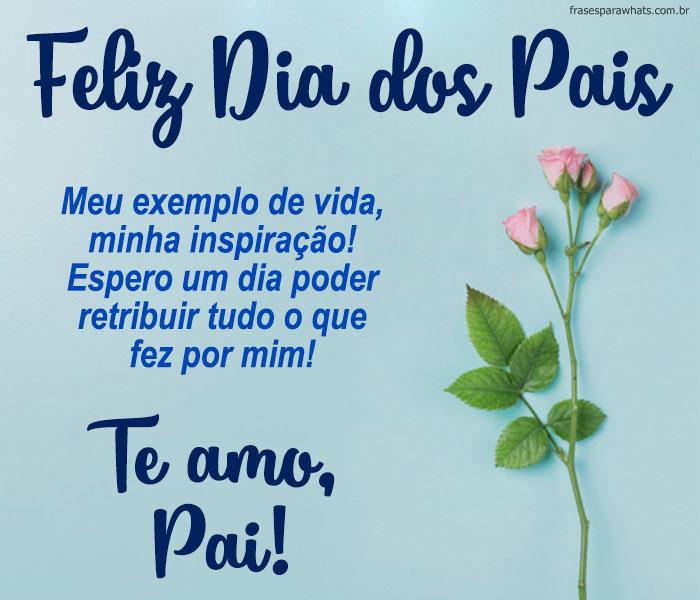 frasesparawhats.com.br
Feliz Dia dos Pais
Meu exemplo de vida,
minha inspiração!
Espero um dia poder
retribuir tudo o que
fez por mim!
Te amo,
Pai!